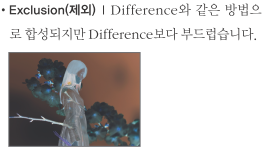 • Exclusion(제외) | Difference와 같은 방법으
로 합성되지만 Difference보다 부드럽습니다.